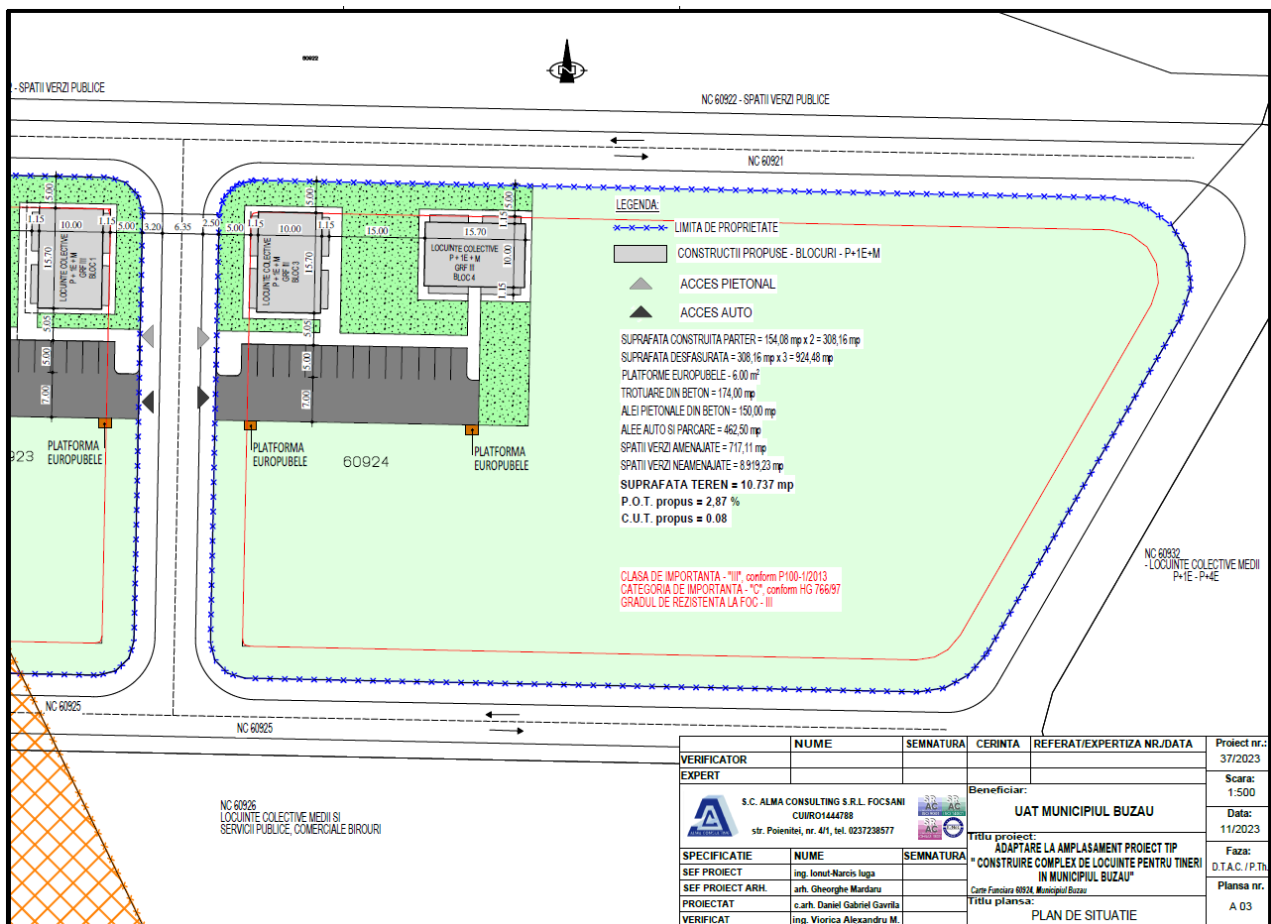 60922
- SPATII VERZI PUBLICE
NC 60922 - SPATII VERZI PUBLICE
N
NC 60921
5.00
1.15
10.00
1.15
5.00
3.20
6.35
2.50
5.00
1.15
10.00
1.15
15.00
15.70
5.00
1.15
10.00
1.15
15.70
5.05
5.00
7.00
5.00
15.70
5.05
5.00
7.00
LOCUINTE COLECTIVE
P + 1E + M
GRF III
BLOC 1
LOCUINTE COLECTIVE
P + 1E + M
GRF III
BLOC 3
LOCUINTE COLECTIVE
P + 1E + M
GRF III
BLOC 4
LEGENDA:
LIMITA DE PROPRIETATE
CONSTRUCTII PROPUSE - BLOCURI - P+1E+M
ACCES PIETONAL
ACCES AUTO
SUPRAFATA CONSTRUITA PARTER = 154,08 mp x 2 = 308,16 mp
SUPRAFATA DESFASURATA = 308,16 mp x 3 = 924,48 mp
PLATFORME EUROPUBELE - 6.00 m²
TROTUARE DIN BETON = 174,00 mp
ALEI PIETONALE DIN BETON = 150,00 mp
ALEE AUTO SI PARCARE = 462,50 mp
SPATII VERZI AMENAJATE = 717,11 mp
SPATII VERZI NEAMENAJATE = 8.919,23 mp
SUPRAFATA TEREN = 10.737 mp
P.O.T. propus = 2,87 %
C.U.T. propus = 0.08
CLASA DE IMPORTANTA - "III", conform P100-1/2013
CATEGORIA DE IMPORTANTA - "C", conform HG 766/97
GRADUL DE REZISTENTA LA FOC - III
PLATFORMA
EUROPUBELE
PLATFORMA
EUROPUBELE
PLATFORMA
EUROPUBELE
923
60924
NC 60932
- LOCUINTE COLECTIVE MEDII
P+1E - P+4E
NC 60925
NC 60925
NC 60926
LOCUINTE COLECTIVE MEDII SI
SERVICII PUBLICE, COMERCIALE BIROURI
NUME SEMNATURA CERINTA REFERAT/EXPERTIZA NR./DATA
VERIFICATOR
EXPERT
Proiect nr.:
37/2023
Scara:
1:500
Data:
11/2023
Faza:
D.T.A.C. / P.Th.
Plansa nr.
A 03
ALMA CONSULTING
S.C. ALMA CONSULTING S.R.L. FOCSANI
CUI/RO1444788
str. Poienitei, nr. 4/1, tel. 0237238577
Beneficiar:
UAT MUNICIPIUL BUZAU
Titlu proiect:
ADAPTARE LA AMPLASAMENT PROIECT TIP
" CONSTRUIRE COMPLEX DE LOCUINTE PENTRU TINERI
IN MUNICIPIUL BUZAU"
Carte Funciara 60924, Municipiul Buzau
SPECIFICATIE NUME SEMNATURA
SEF PROIECT ing. Ionut-Narcis Iuga
SEF PROIECT ARH. arh. Gheorghe Mardaru
PROIECTAT c.arh. Daniel Gabriel Gavrila
VERIFICAT ing. Viorica Alexandru M.
Titlu plansa:
PLAN DE SITUATIE